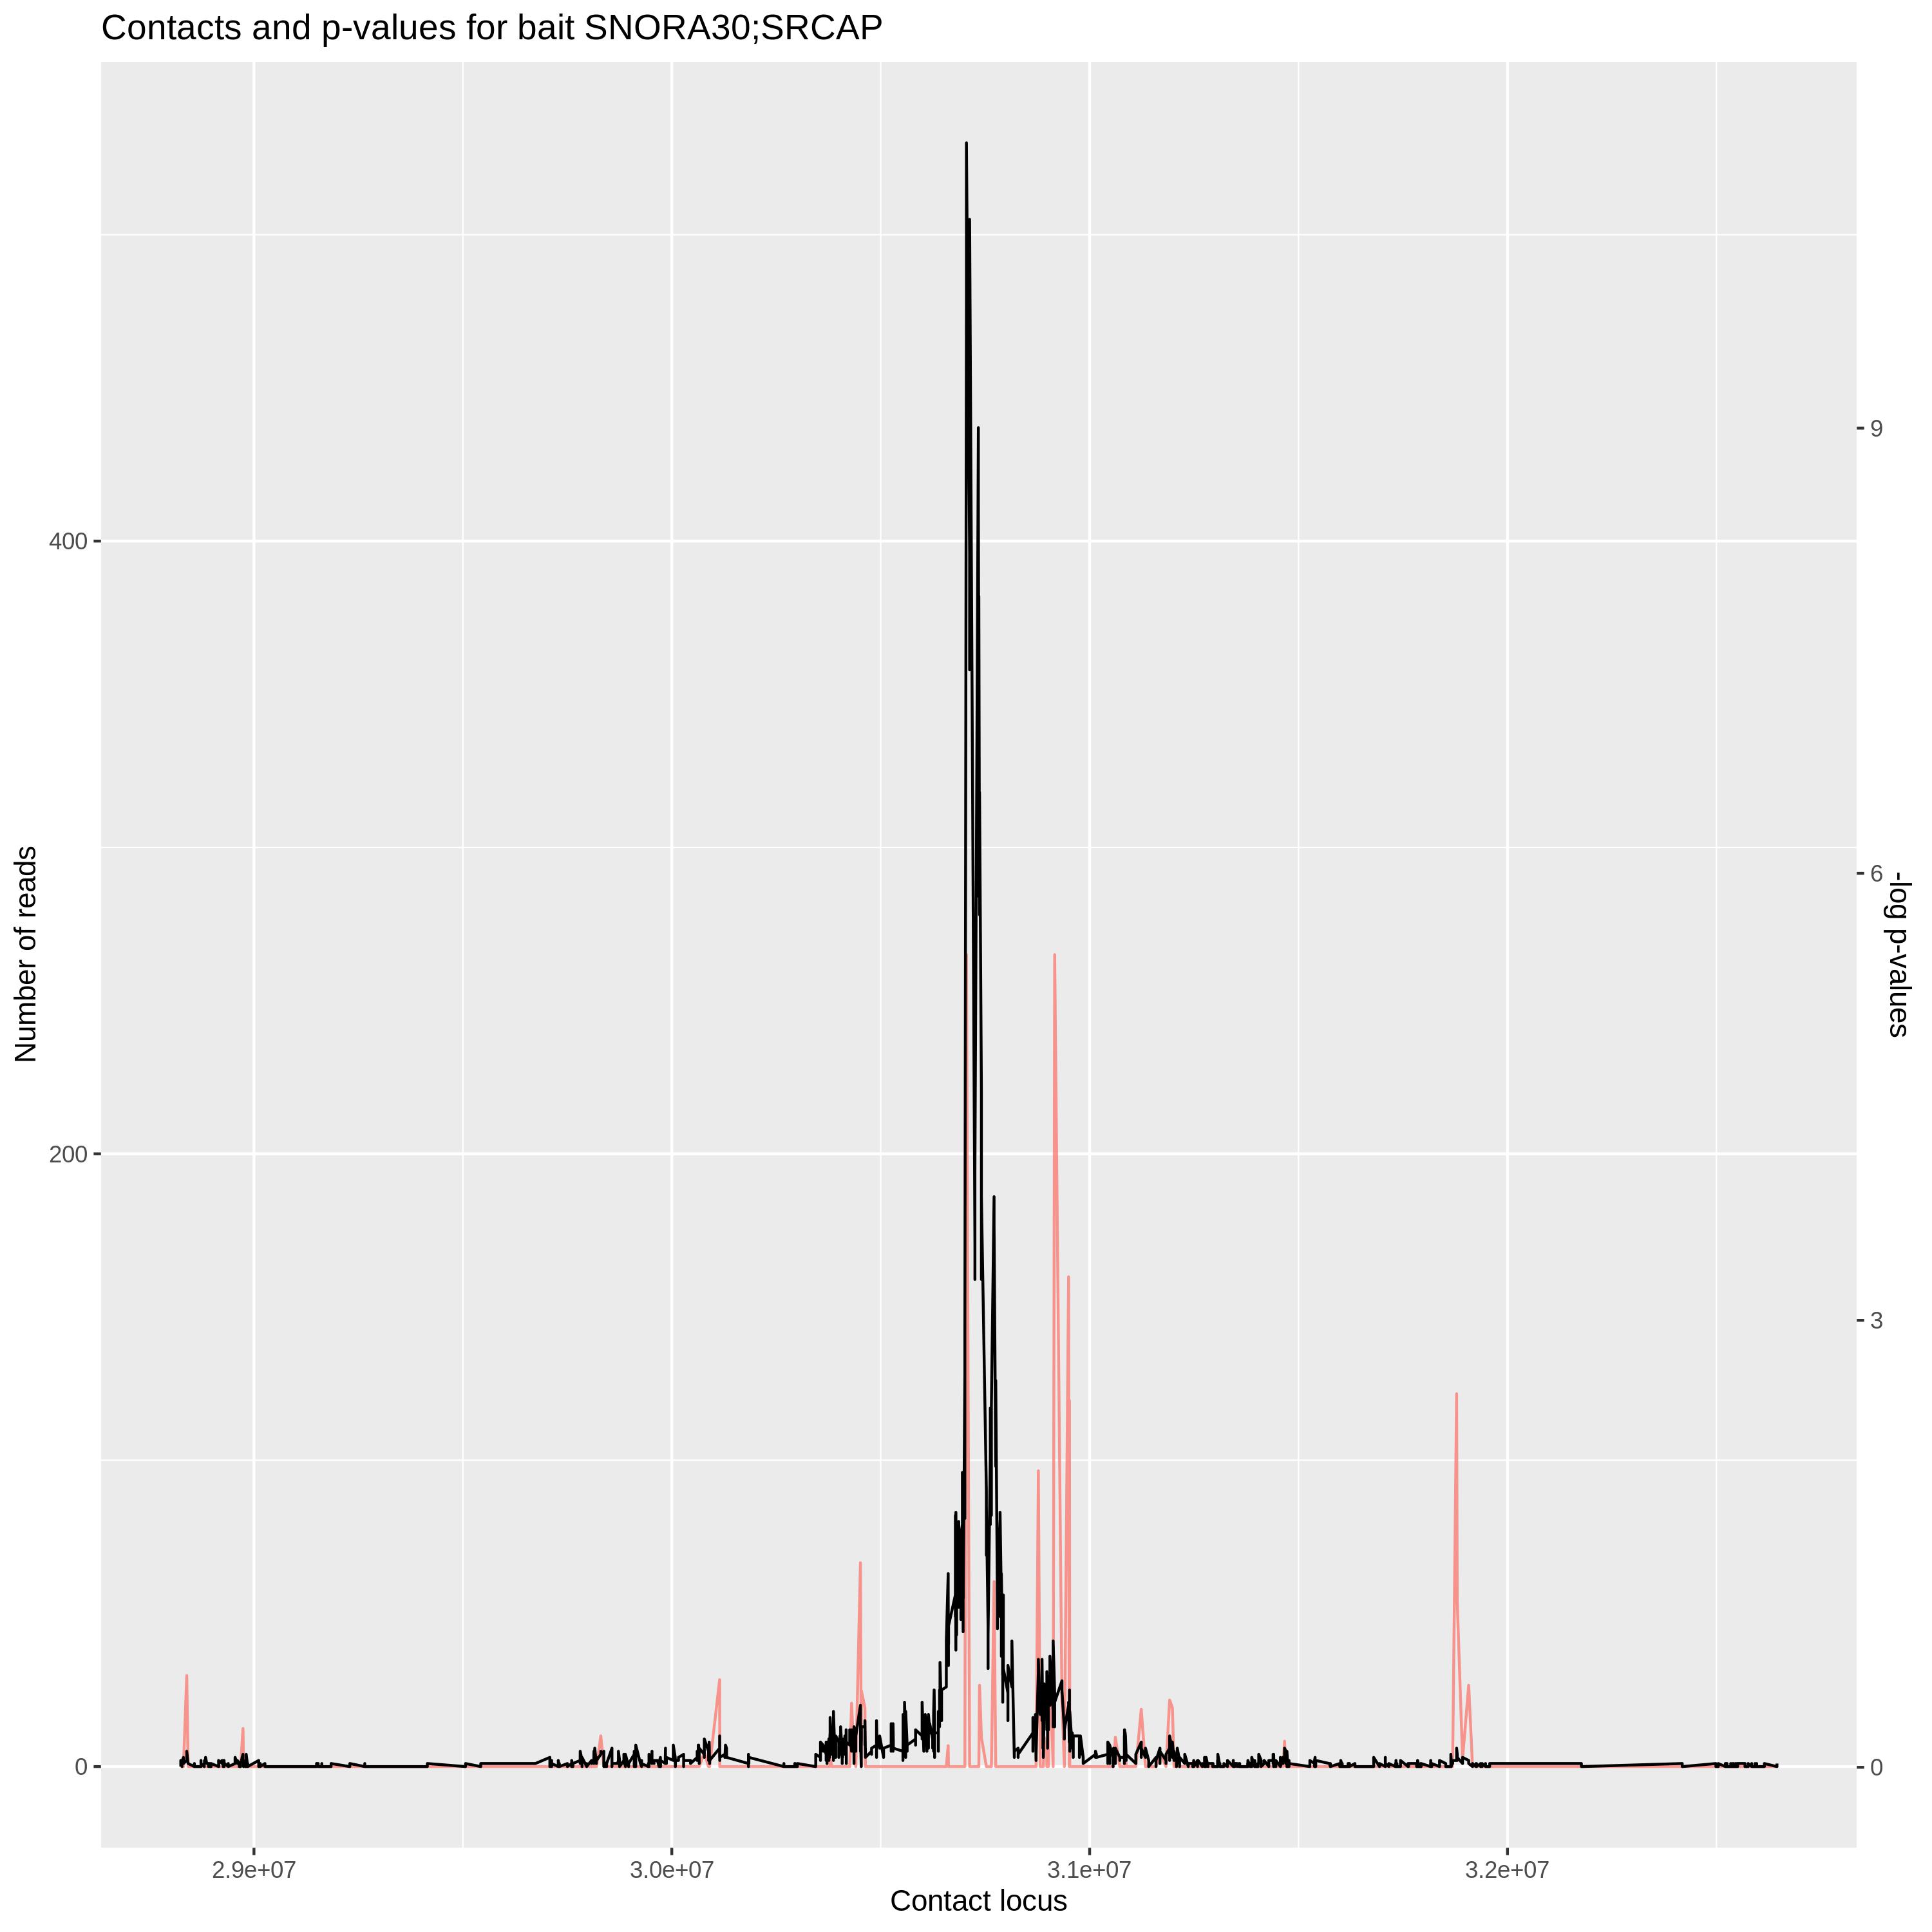 Contacts and p-values for bait SNORA30;SRCAP
Number of reads
400
200
0
9
6
3
0
-log p-values
2.9e+07
3.0e+07
3.1e+07
3.2e+07
Contact locus